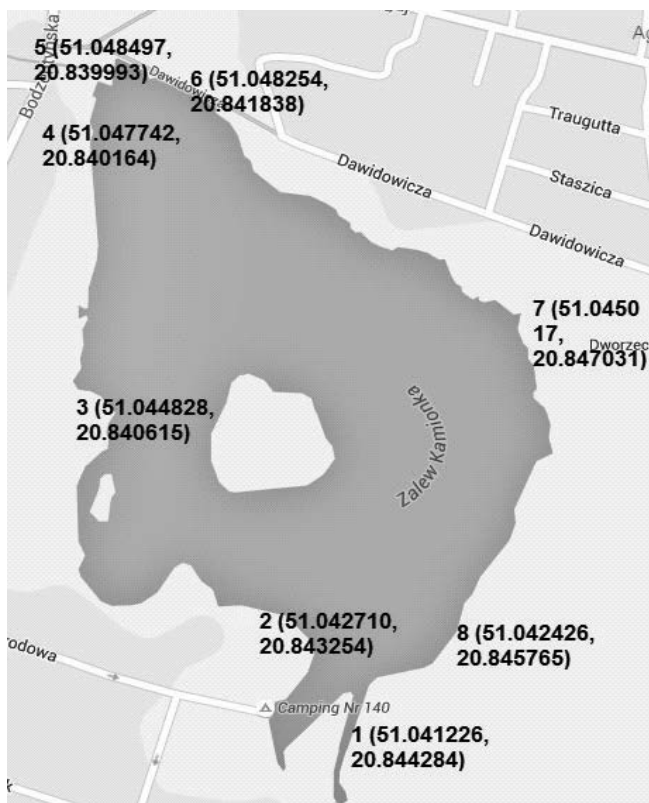 5 (51.048497,
20.839993)
Dawidowicza
6 (51.048254,
20.841838)
4 (51.047742,
20.840164)
Traugutta
Dawidowicza
Staszica
Dawidowicza
7 (51.0450
17,
Dworzec
20.847031)
3 (51.044828,
20.840615)
Zalew Kamionka
2 (51.042710,
20.843254)
8 (51.042426,
20.845765)
rodowa
Camping Nr 140
1 (51.041226,
20.844284)